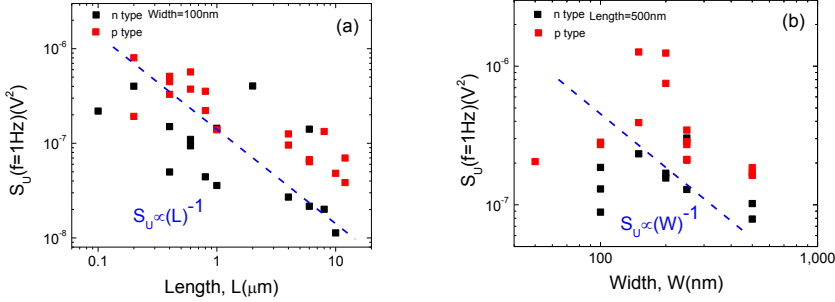 n type Width=100nm
p type
(a)
10^-6
10^-7
10^-8
S_U(f=1Hz)(V^2)
S_U∝(L)^-1
0.1
1
10
Length, L(μm)
n type Length=500nm
p type
(b)
10^-6
10^-7
S_U(f=1Hz)(V^2)
S_U∝(W)^-1
100
1,000
Width, W(nm)